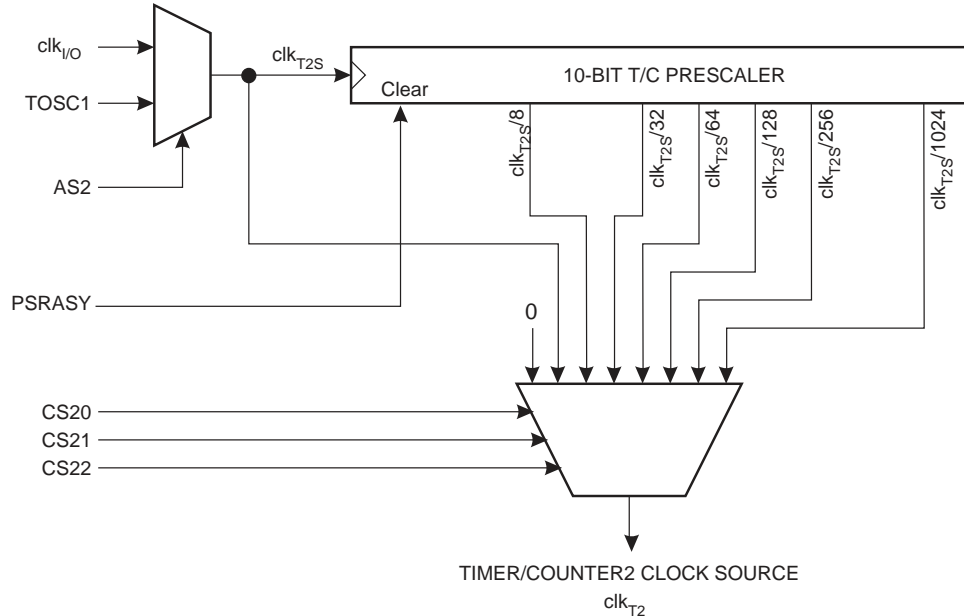 clkI/O
TOSC1
AS2
clkT2S
10-BIT T/C PRESCALER
Clear
clkT2S/8
clkT2S/32
clkT2S/64
clkT2S/128
clkT2S/256
clkT2S/1024
PSRASY
0
CS20
CS21
CS22
TIMER/COUNTER2 CLOCK SOURCE
clkT2